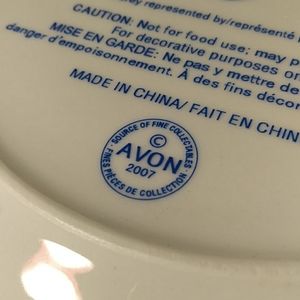 represented by/représenté
CAUTION: Not for food use; may
For decorative purposes
MISE EN GARDE: Ne pas y mettre de
danger d'empoisonnement. À des fins
MADE IN CHINA/ FAIT EN CHIN
SOURCE OF FINE COLLECTABLES
©
AVON
2007
FINES PIÈCES DE COLLECTION